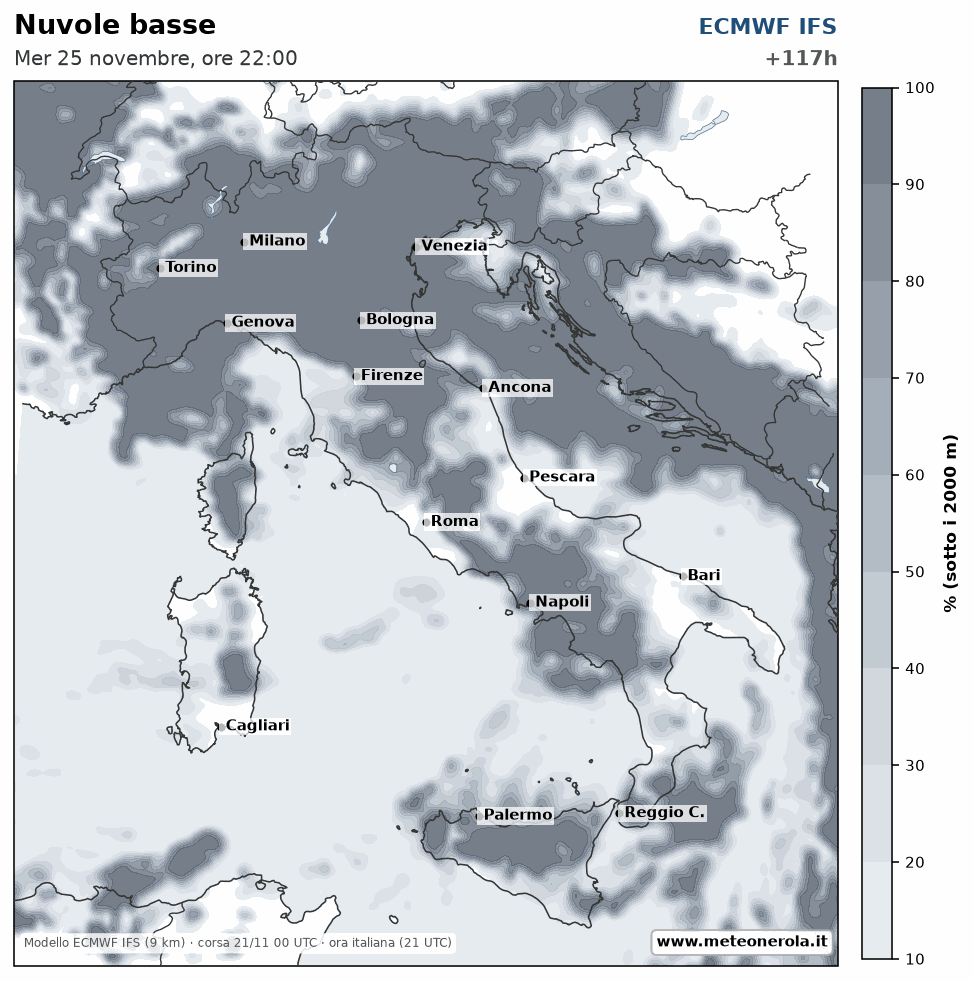 Nuvole basse
ECMWF IFS
Mer 25 novembre, ore 22:00
+117h
Milano
Venezia
Torino
Genova
Bologna
Firenze
Ancona
Pescara
Roma
Bari
Napoli
Cagliari
Palermo
Reggio C.
100
90
80
70
60
50
40
30
20
10
% (sotto i 2000 m)
Modello ECMWF IFS (9 km) · corsa 21/11 00 UTC · ora italiana (21 UTC)
www.meteonerola.it